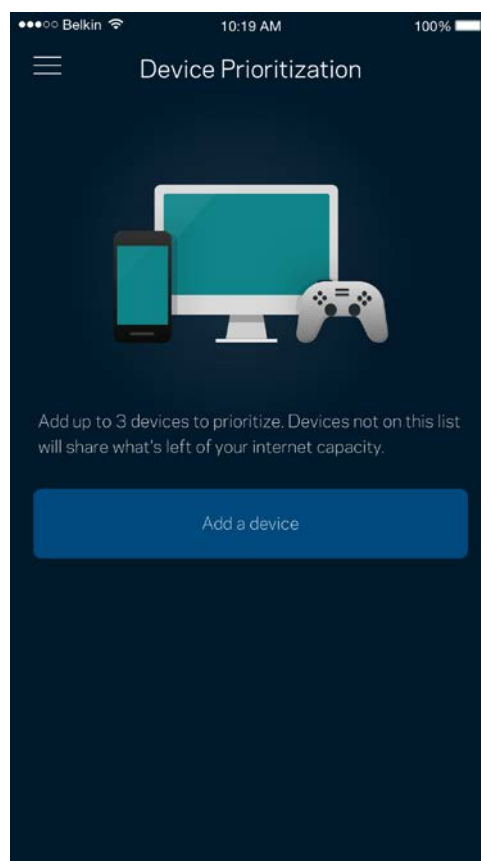 ●●●○○ Belkin 10:19 AM 100%
Device Prioritization
Add up to 3 devices to prioritize. Devices not on this list
will share what's left of your internet capacity.
Add a device